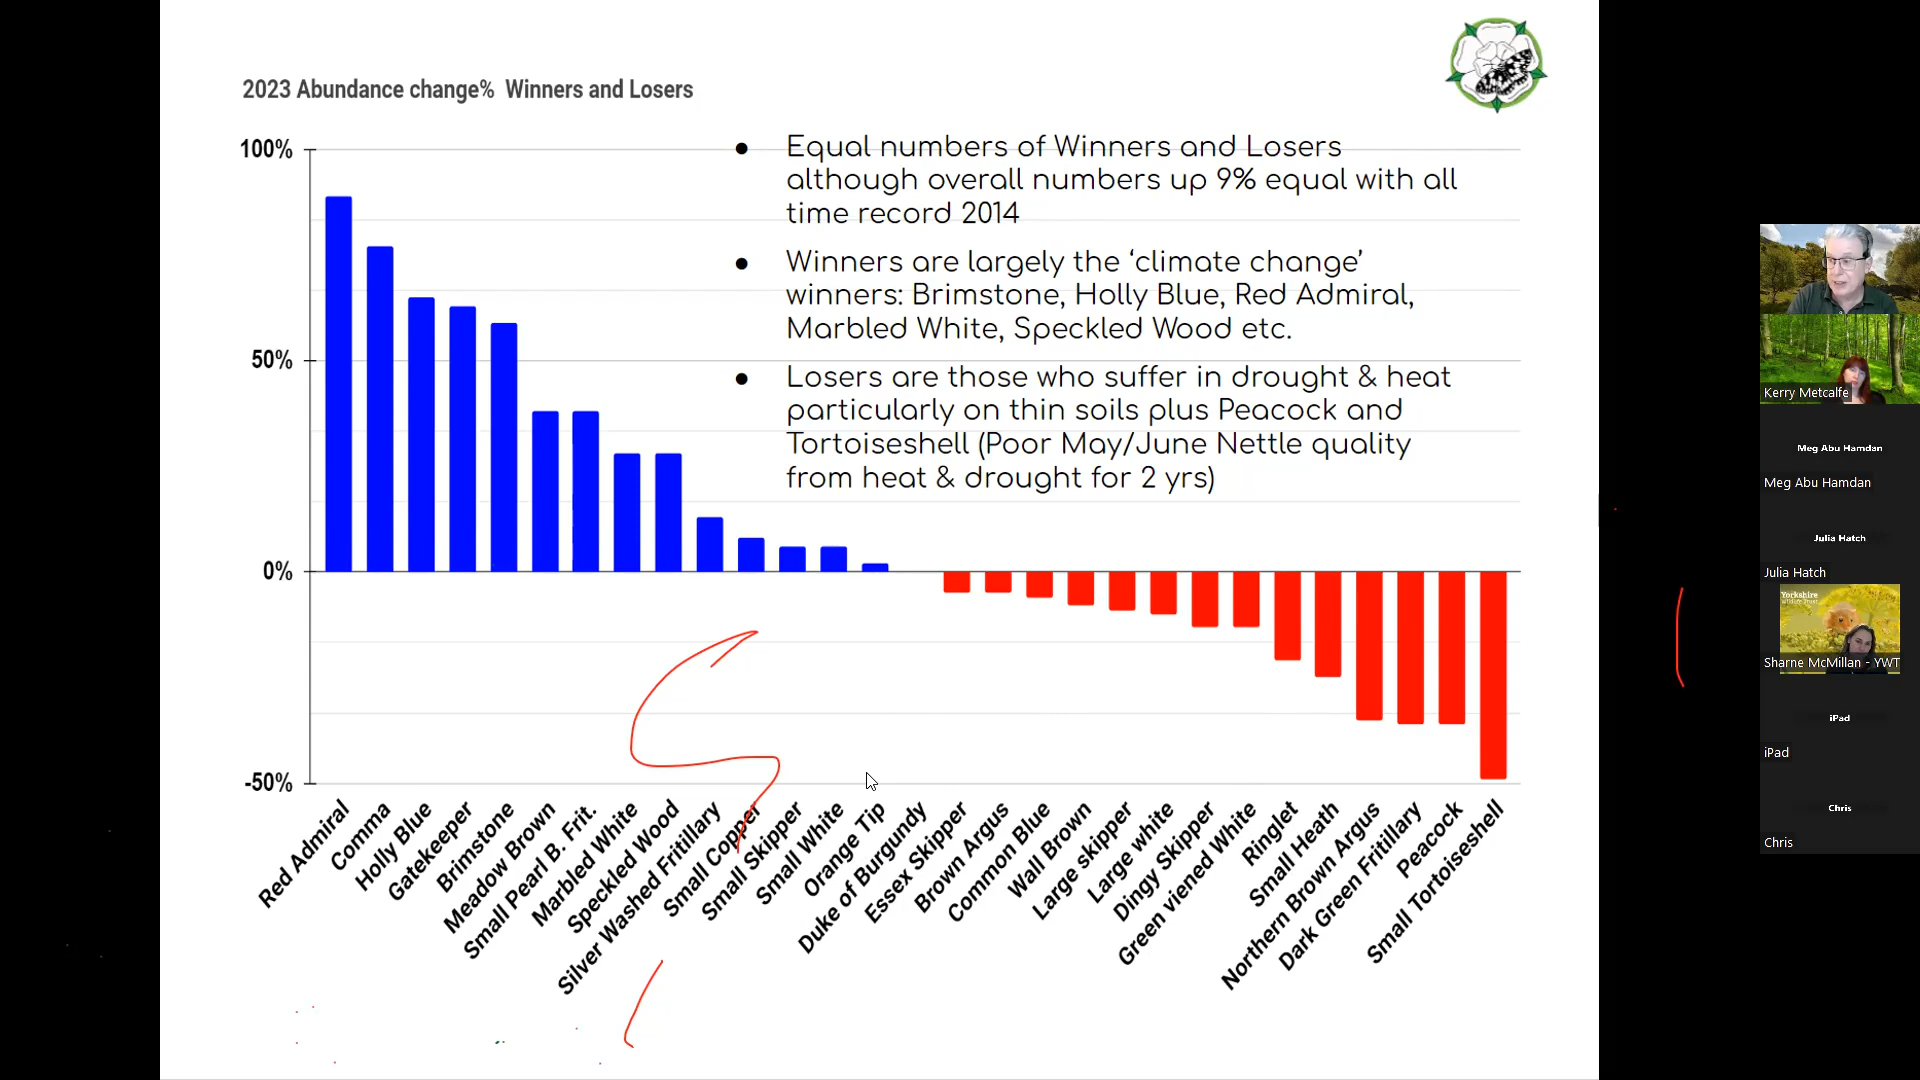 2023 Abundance change% Winners and Losers
100%
50%
0%
-50%
● Equal numbers of Winners and Losers
although overall numbers up 9% equal with all
time record 2014
● Winners are largely the ‘climate change’
winners: Brimstone, Holly Blue, Red Admiral,
Marbled White, Speckled Wood etc.
● Losers are those who suffer in drought & heat
particularly on thin soils plus Peacock and
Tortoiseshell (Poor May/June Nettle quality
from heat & drought for 2 yrs)
Red Admiral
Comma
Holly Blue
Gatekeeper
Brimstone
Meadow Brown
Small Pearl B. Frit.
Marbled White
Speckled Wood
Silver Washed Fritillary
Small Copper
Small Skipper
Small White
Orange Tip
Duke of Burgundy
Essex Skipper
Brown Argus
Common Blue
Wall Brown
Large skipper
Large white
Dingy Skipper
Green viened White
Ringlet
Small Heath
Northern Brown Argus
Dark Green Fritillary
Peacock
Small Tortoiseshell
Kerry Metcalfe
Meg Abu Hamdan
Meg Abu Hamdan
Julia Hatch
Julia Hatch
Yorkshire
Wildlife Trust
Sharne McMillan - YWT
iPad
iPad
Chris
Chris